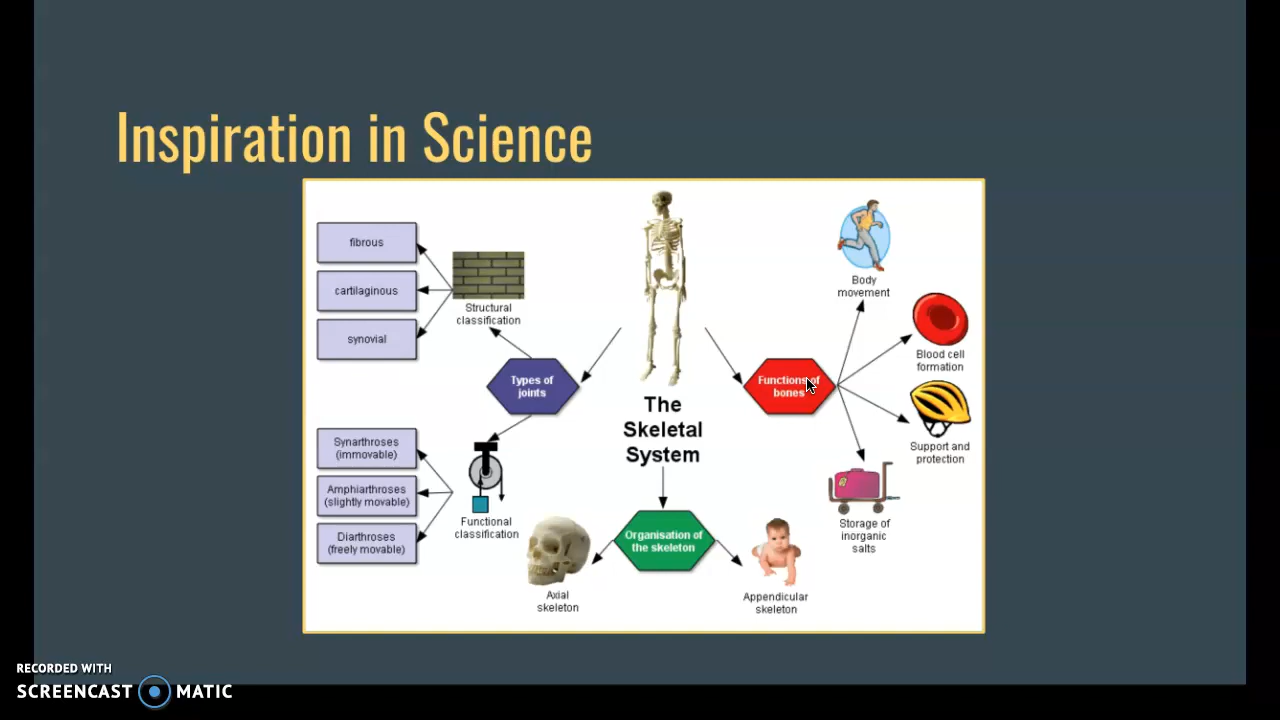 Inspiration in Science
fibrous
cartilaginous
synovial
Structural
classification
Types of
joints
Synarthroses
(immovable)
Amphiarthroses
(slightly movable)
Diarthroses
(freely movable)
Functional
classification
The
Skeletal
System
Organisation of
the skeleton
Axial
skeleton
Appendicular
skeleton
Functions of
bones
Body
movement
Blood cell
formation
Support and
protection
Storage of
inorganic
salts
RECORDED WITH
SCREENCAST MATIC